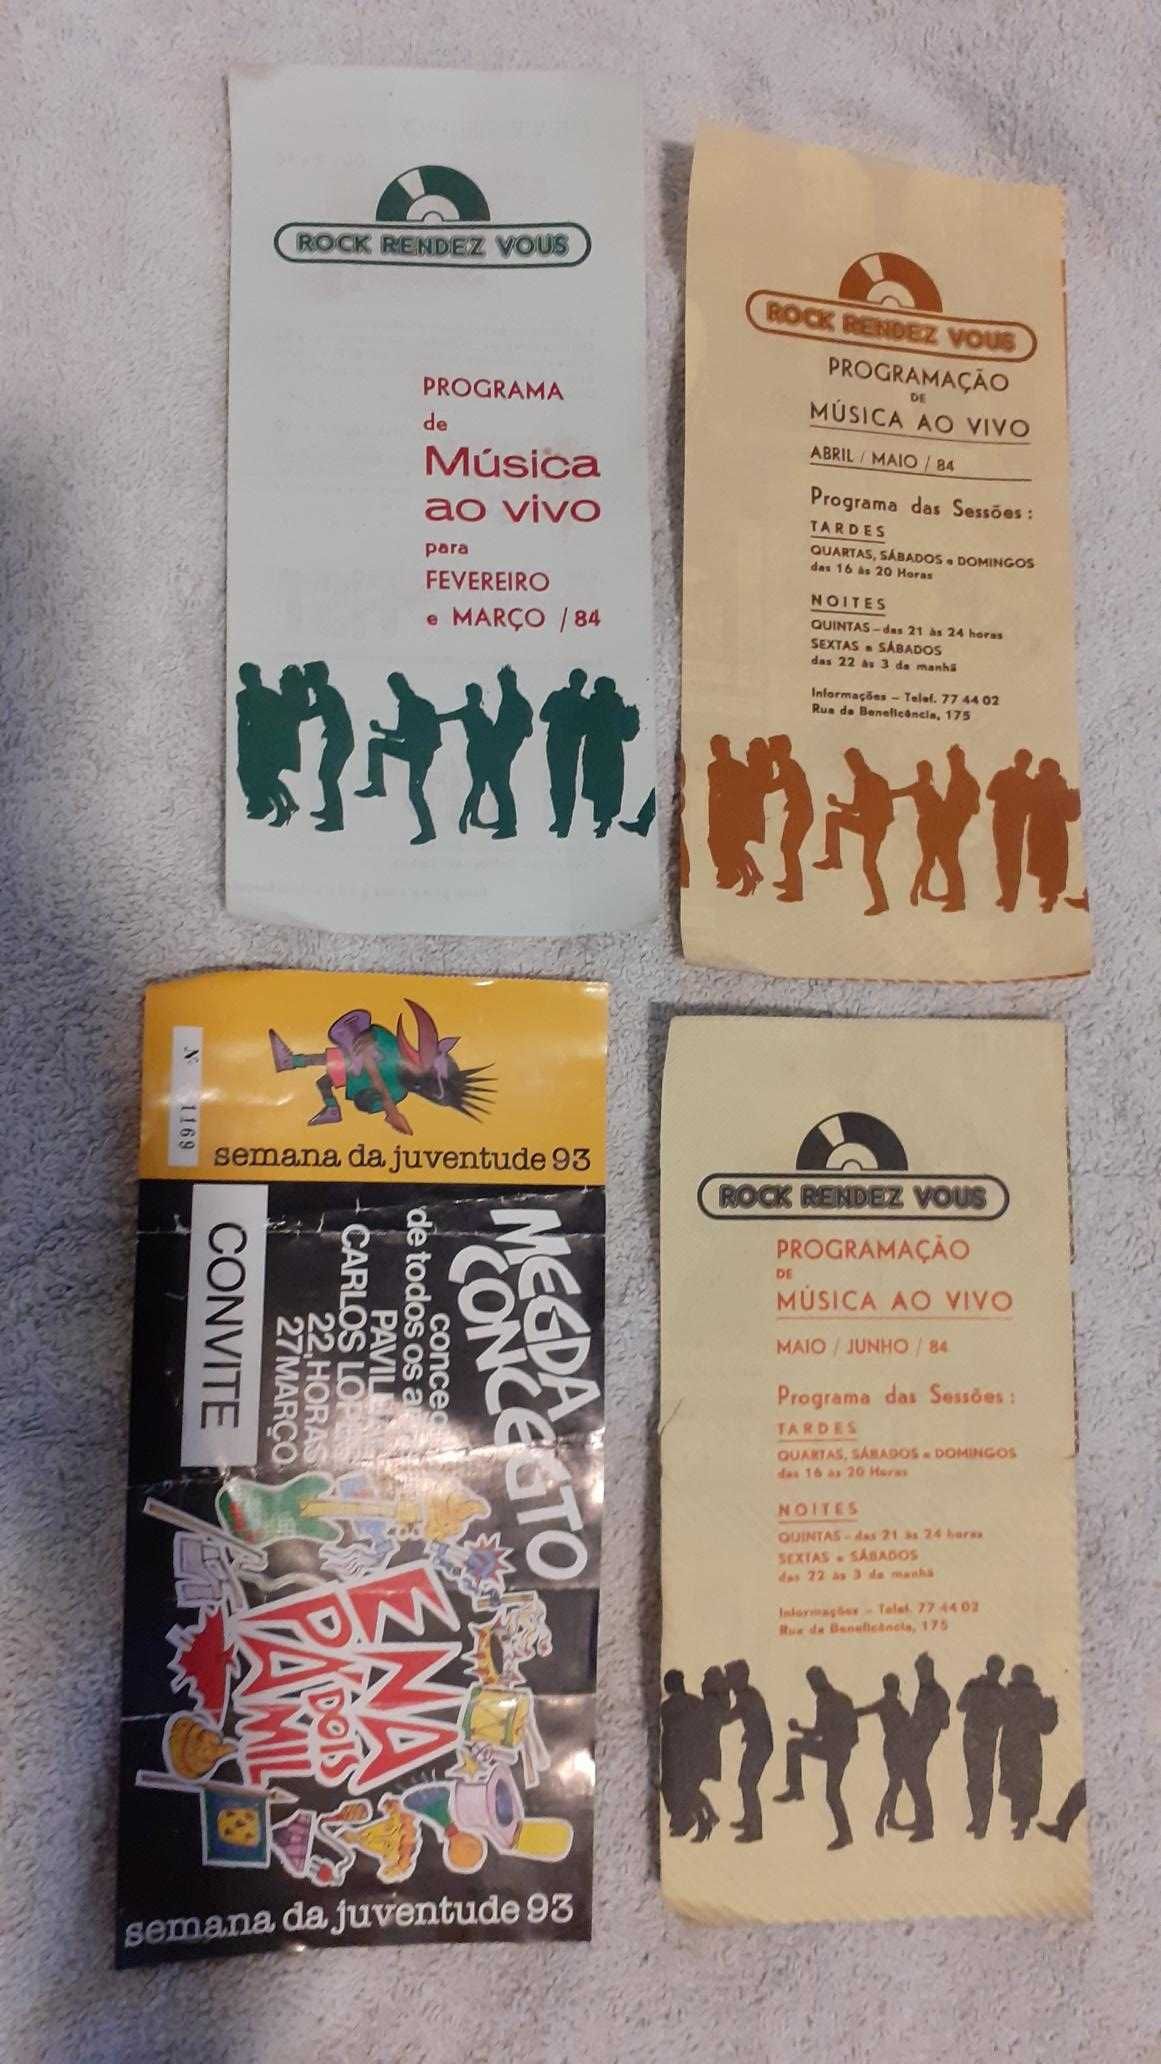 ROCK RENDEZ VOUS
PROGRAMA
de
Música
ao vivo
para
FEVEREIRO
e MARÇO / 84
ROCK RENDEZ VOUS
PROGRAMAÇÃO
DE
MÚSICA AO VIVO
ABRIL / MAIO / 84
Programa das Sessões :
TARDES
QUARTAS, SÁBADOS e DOMINGOS
das 16 às 20 Horas
NOITES
QUINTAS - das 21 às 24 horas
SEXTAS e SÁBADOS
das 22 às 3 da manhã
Informações - Telef. 77 44 02
Rua da Beneficência, 175
Nº 1169
semana da juventude 93
MEGDA
CONCEGTO
de todos os
PAVIL
CARLOS LOP
22,HORAS
27 MARÇO
CONVITE
ENA
PÁ DOIS
MIL
semana da juventude 93
ROCK RENDEZ VOUS
PROGRAMAÇÃO
DE
MÚSICA AO VIVO
MAIO / JUNHO / 84
Programa das Sessões :
TARDES
QUARTAS, SÁBADOS e DOMINGOS
das 16 às 20 Horas
NOITES
QUINTAS - das 21 às 24 horas
SEXTAS e SÁBADOS
das 22 às 3 da manhã
Informações - Telef. 77 44 02
Rua da Beneficência, 175